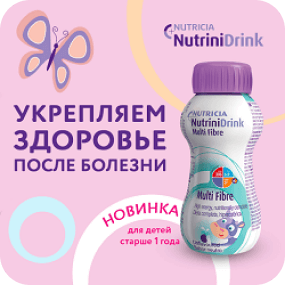 NUTRICIA
NutriniDrink
УКРЕПЛЯЕМ
ЗДОРОВЬЕ
ПОСЛЕ БОЛЕЗНИ
НОВИНКА
для детей
старше 1 года
NUTRICIA
NutriniDrink
Multi Fibre
Multi Fibre